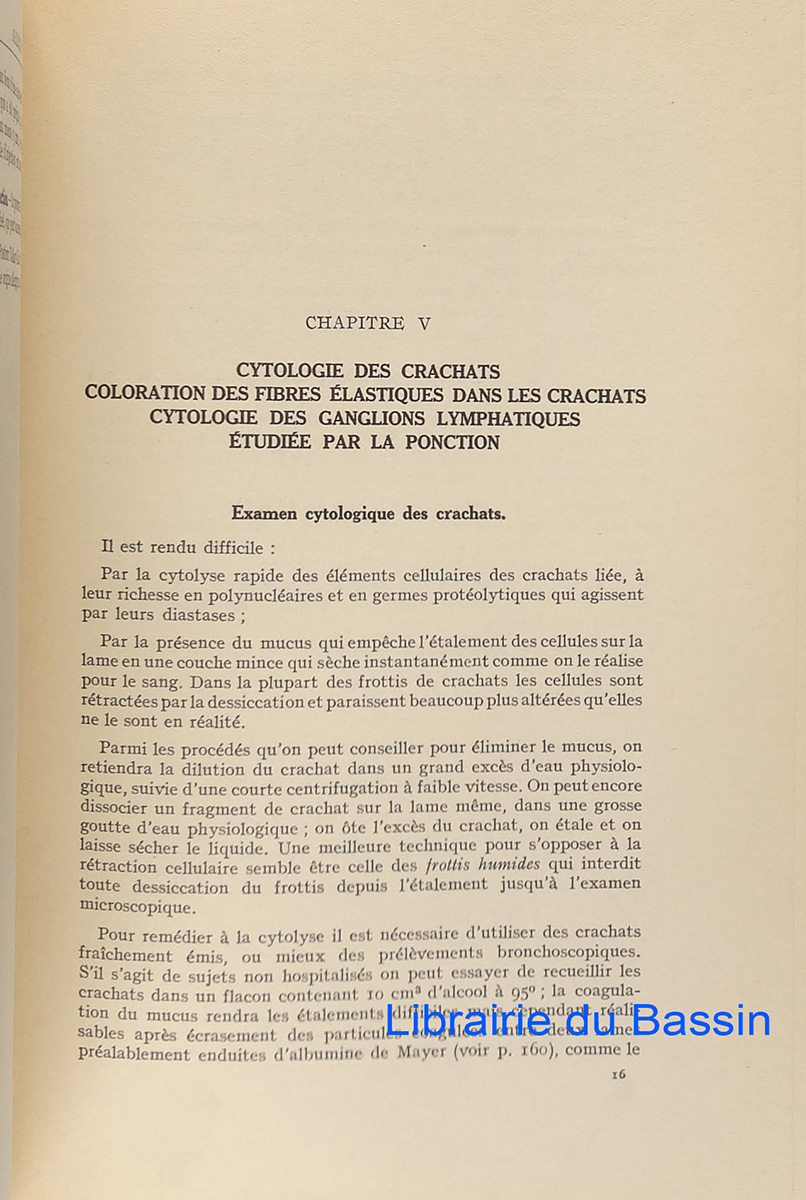 CHAPITRE V
CYTOLOGIE DES CRACHATS
COLORATION DES FIBRES ÉLASTIQUES DANS LES CRACHATS
CYTOLOGIE DES GANGLIONS LYMPHATIQUES
ÉTUDIÉE PAR LA PONCTION
Examen cytologique des crachats.
Il est rendu difficile :
Par la cytolyse rapide des éléments cellulaires des crachats liée, à
leur richesse en polynucléaires et en germes protéolytiques qui agissent
par leurs diastases ;
Par la présence du mucus qui empêche l'étalement des cellules sur la
lame en une couche mince qui sèche instantanément comme on le réalise
pour le sang. Dans la plupart des frottis de crachats les cellules sont
rétractées par la dessiccation et paraissent beaucoup plus altérées qu'elles
ne le sont en réalité.
Parmi les procédés qu'on peut conseiller pour éliminer le mucus, on
retiendra la dilution du crachat dans un grand excès d'eau physiolo-
gique, suivie d'une courte centrifugation à faible vitesse. On peut encore
dissocier un fragment de crachat sur la lame même, dans une grosse
goutte d'eau physiologique ; on ôte l'excès du crachat, on étale et on
laisse sécher le liquide. Une meilleure technique pour s'opposer à la
rétraction cellulaire semble être celle des frottis humides qui interdit
toute dessiccation du frottis depuis l'étalement jusqu'à l'examen
microscopique.
Pour remédier à la cytolyse il est nécessaire d'utiliser des crachats
fraîchement émis, ou mieux des prélèvements bronchoscopiques.
S'il s'agit de sujets non hospitalisés on peut essayer de recueillir les
crachats dans un flacon contenant 10 cm³ d'alcool à 95º ; la coagula-
tion du mucus rendra les étalements difficiles mais cependant réali-
sables après écrasement des particules coagulées entre deux lames
préalablement enduites d'albumine de Mayer (voir p. 160), comme le
16
Librairie du Bassin